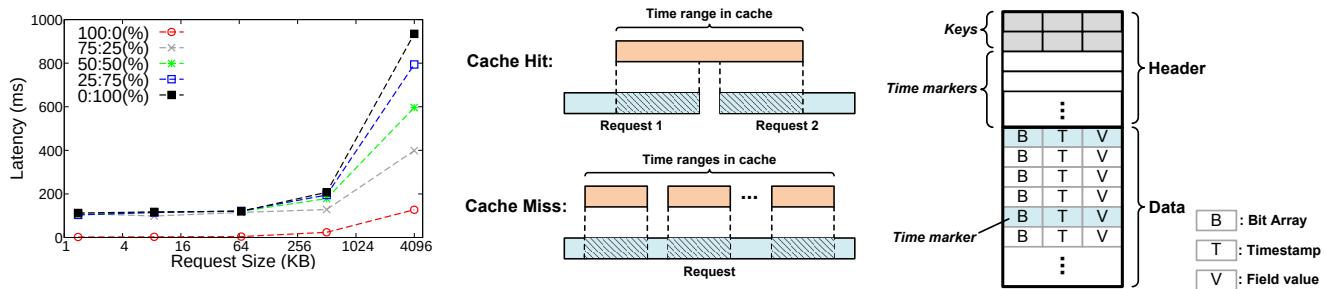 1000
800
600
400
200
0
Latency (ms)
100:0(%)
75:25(%)
50:50(%)
25:75(%)
0:100(%)
1 4 16 64 256 1024 4096
Request Size (KB)
Time range in cache
Cache Hit:
Request 1 Request 2
Time ranges in cache
...
Cache Miss:
Request
Keys
Time markers
Header
⋮
B T V
B T V
B T V
B T V
B T V
B T V
⋮
Time marker
Data
B : Bit Array
T : Timestamp
V : Field value